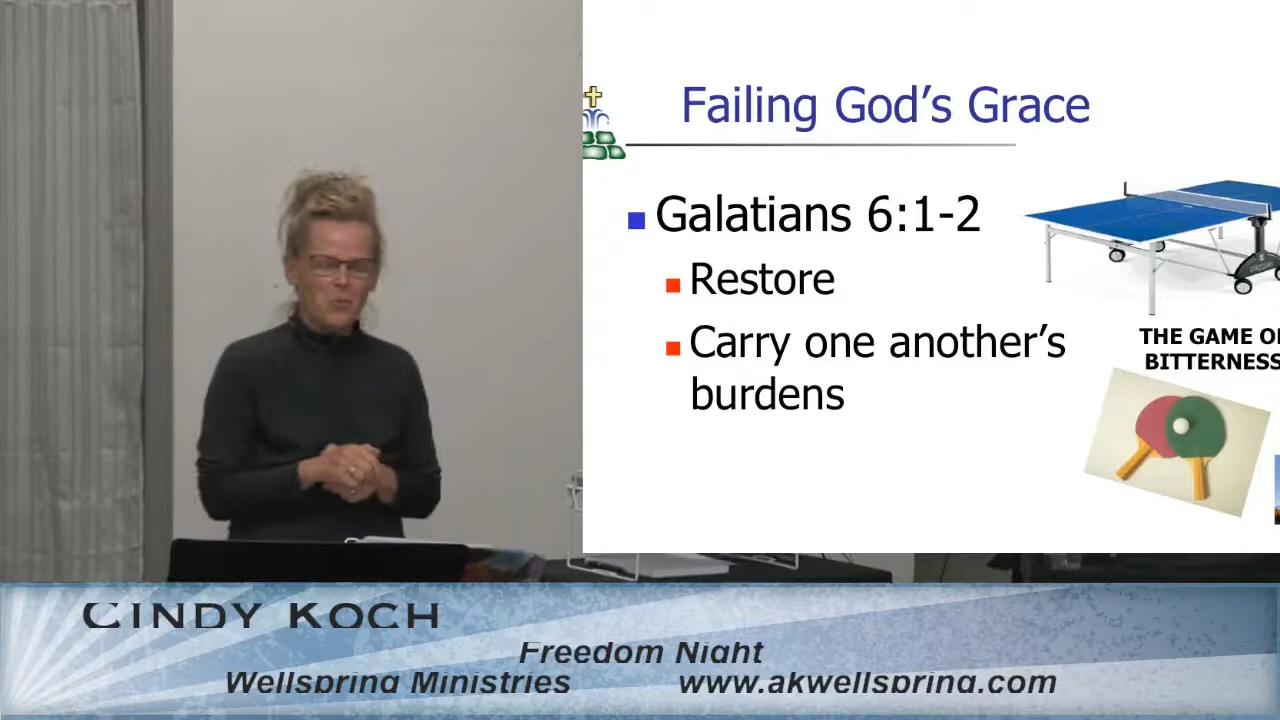 Failing God's Grace
Galatians 6:1-2
Restore
Carry one another's
burdens
THE GAME OF
BITTERNESS
CINDY KOCH
Freedom Night
Wellspring Ministries www.akwellspring.com